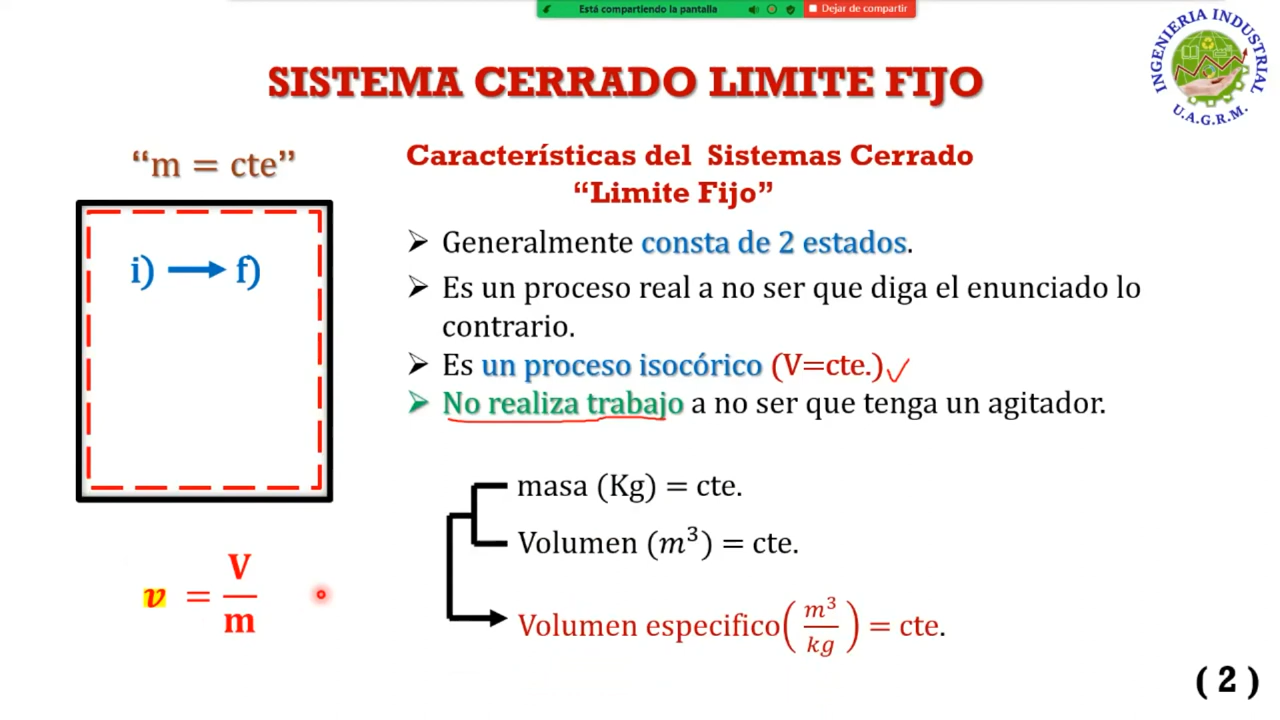 Está compartiendo la pantalla
Dejar de compartir
INGENIERIA INDUSTRIAL
U.A.G.R.M.
SISTEMA CERRADO LIMITE FIJO
“m = cte”
i) → f)
v = V/m
Características del Sistemas Cerrado
“Limite Fijo”
➢ Generalmente consta de 2 estados.
➢ Es un proceso real a no ser que diga el enunciado lo
contrario.
➢ Es un proceso isocórico (V=cte.) ✓
➢ No realiza trabajo a no ser que tenga un agitador.
masa (Kg) = cte.
Volumen (m³) = cte.
Volumen especifico (m³/kg) = cte.
( 2 )